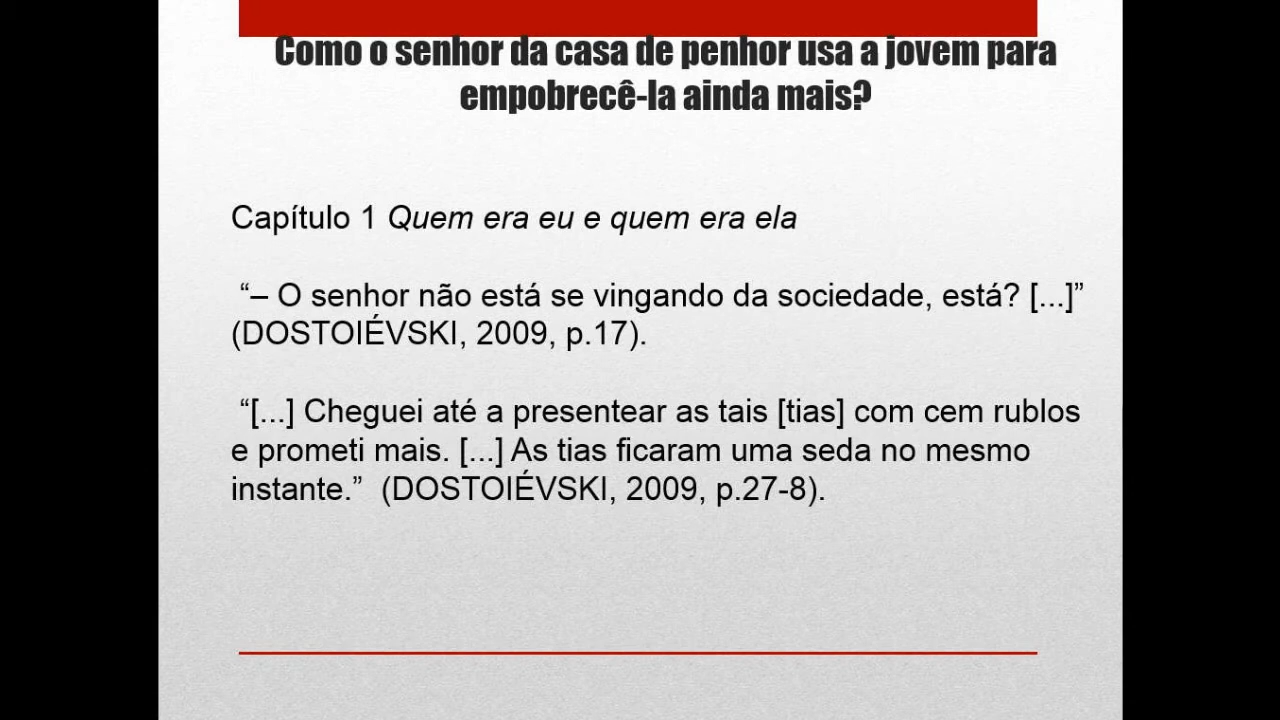 Como o senhor da casa de penhor usa a jovem para
empobrecê-la ainda mais?
Capítulo 1 Quem era eu e quem era ela
“– O senhor não está se vingando da sociedade, está? [...]”
(DOSTOIÉVSKI, 2009, p.17).
“[...] Cheguei até a presentear as tais [tias] com cem rublos
e prometi mais. [...] As tias ficaram uma seda no mesmo
instante.” (DOSTOIÉVSKI, 2009, p.27-8).